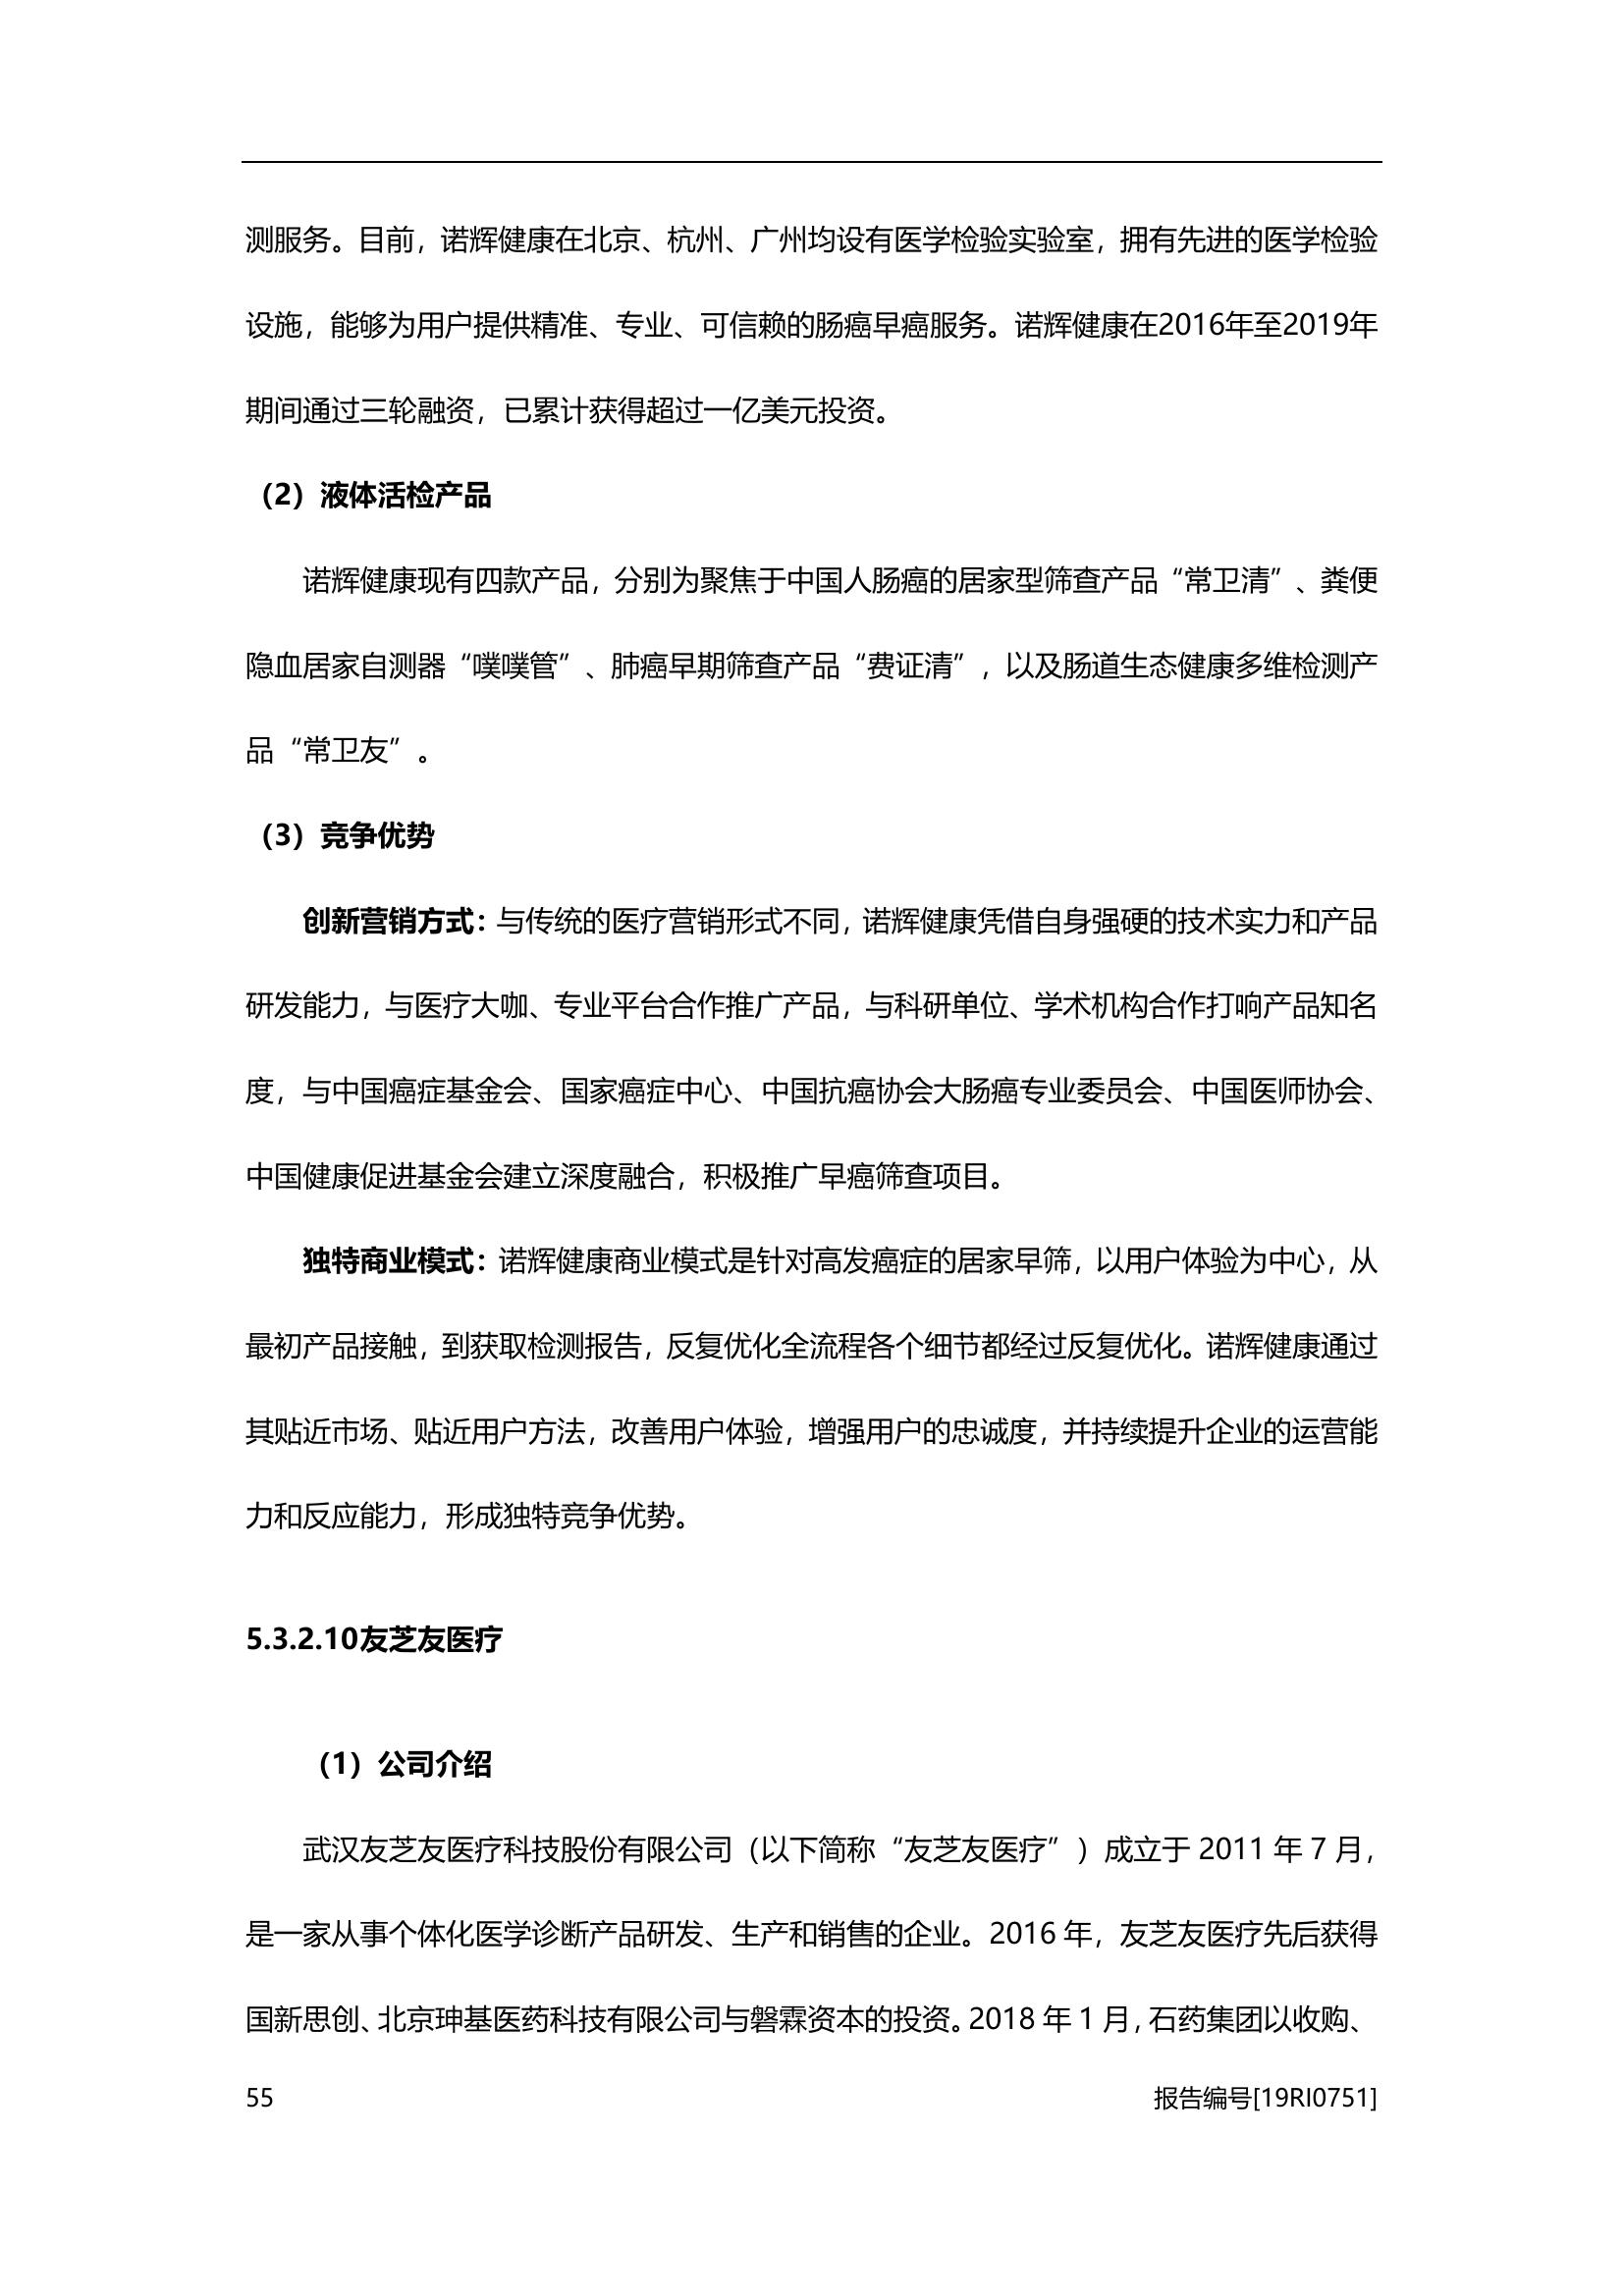 测服务。目前，诺辉健康在北京、杭州、广州均设有医学检验实验室，拥有先进的医学检验
设施，能够为用户提供精准、专业、可信赖的肠癌早癌服务。诺辉健康在2016年至2019年
期间通过三轮融资，已累计获得超过一亿美元投资。
（2）液体活检产品
诺辉健康现有四款产品，分别为聚焦于中国人肠癌的居家型筛查产品“常卫清”、粪便
隐血居家自测器“噗噗管”、肺癌早期筛查产品“费证清”，以及肠道生态健康多维检测产
品“常卫友”。
（3）竞争优势
创新营销方式：与传统的医疗营销形式不同，诺辉健康凭借自身强硬的技术实力和产品
研发能力，与医疗大咖、专业平台合作推广产品，与科研单位、学术机构合作打响产品知名
度，与中国癌症基金会、国家癌症中心、中国抗癌协会大肠癌专业委员会、中国医师协会、
中国健康促进基金会建立深度融合，积极推广早癌筛查项目。
独特商业模式：诺辉健康商业模式是针对高发癌症的居家早筛，以用户体验为中心，从
最初产品接触，到获取检测报告，反复优化全流程各个细节都经过反复优化。诺辉健康通过
其贴近市场、贴近用户方法，改善用户体验，增强用户的忠诚度，并持续提升企业的运营能
力和反应能力，形成独特竞争优势。
5.3.2.10友芝友医疗
（1）公司介绍
武汉友芝友医疗科技股份有限公司（以下简称“友芝友医疗”）成立于 2011 年 7 月，
是一家从事个体化医学诊断产品研发、生产和销售的企业。2016 年，友芝友医疗先后获得
国新思创、北京珅基医药科技有限公司与磐霖资本的投资。2018 年 1 月，石药集团以收购、
55 报告编号[19RI0751]